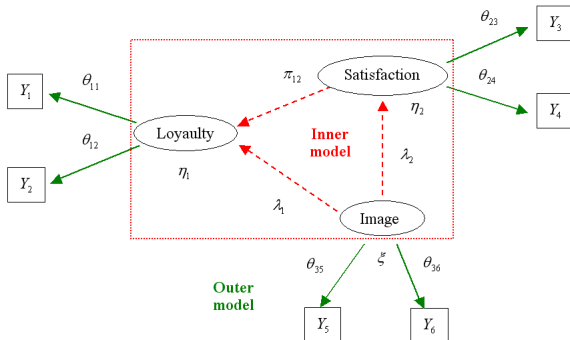 θ23
Y3
Y1
θ11
π12
Satisfaction
θ24
η2
Y4
θ12
Loyaulty
Inner
model
Y2
η1
λ2
λ1
Image
θ35
ξ
θ36
Outer
model
Y5
Y6